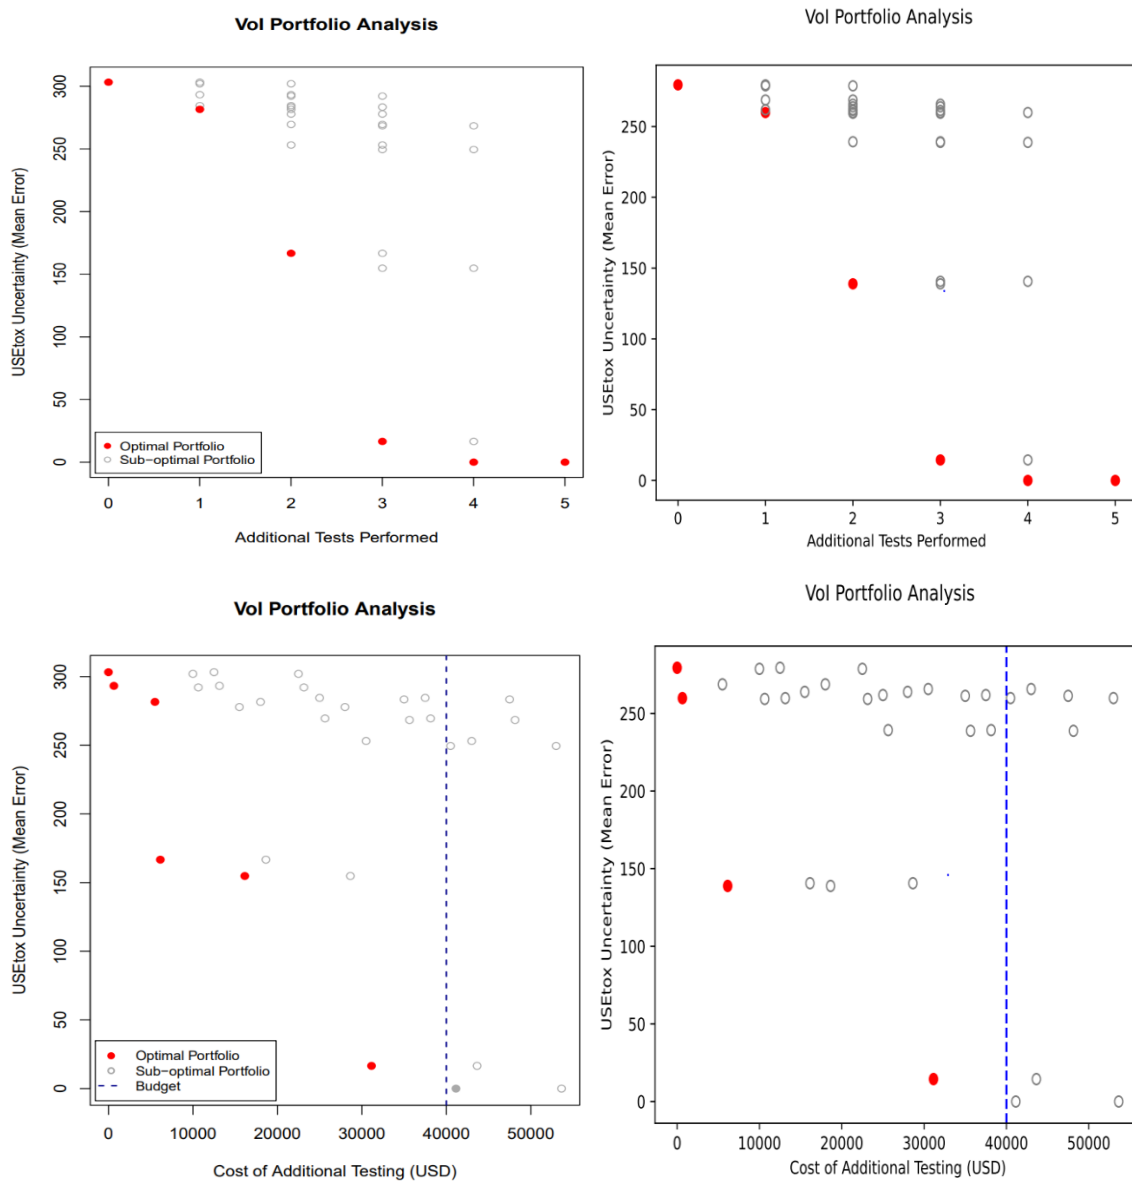 VoI Portfolio Analysis
USEtox Uncertainty (Mean Error)
300
250
200
150
100
50
0
Optimal Portfolio
Sub-optimal Portfolio
0 1 2 3 4 5
Additional Tests Performed
VoI Portfolio Analysis
USEtox Uncertainty (Mean Error)
250
200
150
100
50
0
0 1 2 3 4 5
Additional Tests Performed
VoI Portfolio Analysis
USEtox Uncertainty (Mean Error)
300
250
200
150
100
50
0
Optimal Portfolio
Sub-optimal Portfolio
Budget
0 10000 20000 30000 40000 50000
Cost of Additional Testing (USD)
VoI Portfolio Analysis
USEtox Uncertainty (Mean Error)
250
200
150
100
50
0
0 10000 20000 30000 40000 50000
Cost of Additional Testing (USD)